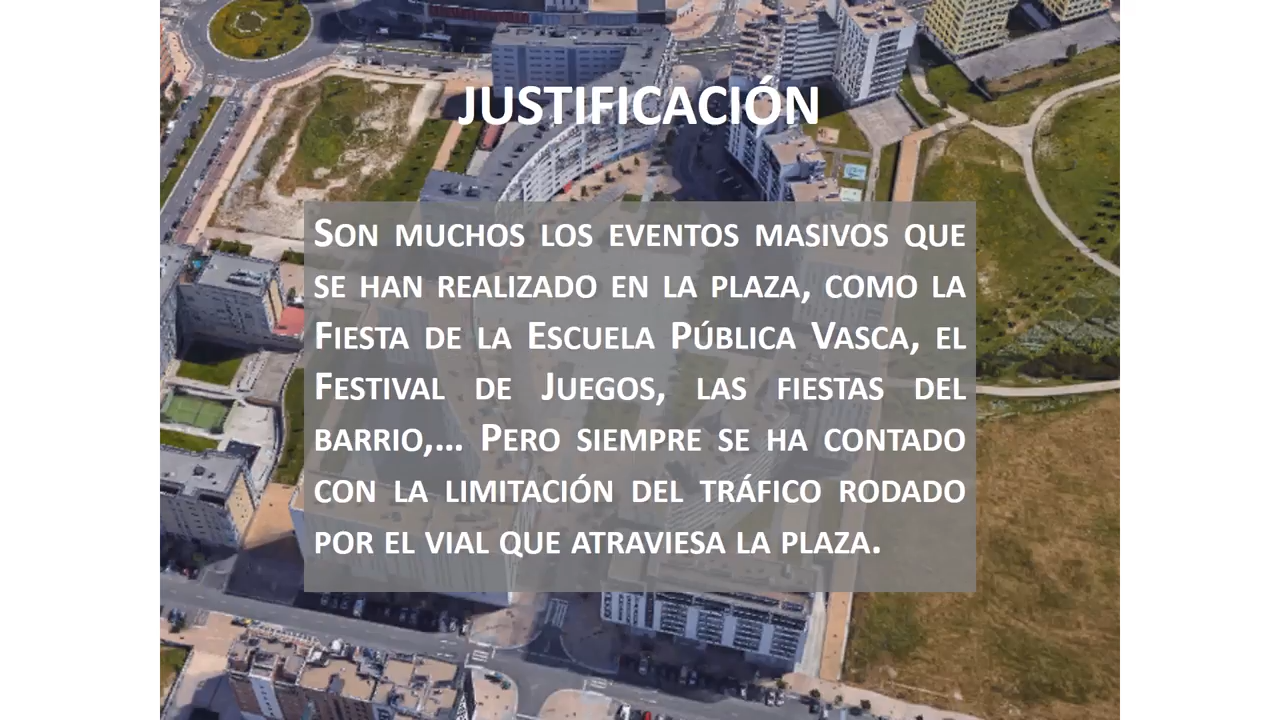 JUSTIFICACIÓN
Son muchos los eventos masivos que
se han realizado en la plaza, como la
Fiesta de la Escuela Pública Vasca, el
Festival de Juegos, las fiestas del
barrio,... Pero siempre se ha contado
con la limitación del tráfico rodado
por el vial que atraviesa la plaza.